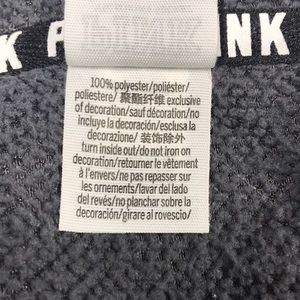 K P NK
100% polyester/poliéster/
poliestere/ 聚酯纤维 exclusive
of decoration/sauf décoration/no
incluye la decoración/esclusa la
decorazione/ 装饰除外
turn inside out/do not iron on
decoration/retourner le vêtement
à l'envers/ne pas repasser sur
les ornements/lavar del lado
del revés/no planchar sobre la
decoración/girare al rovescio/